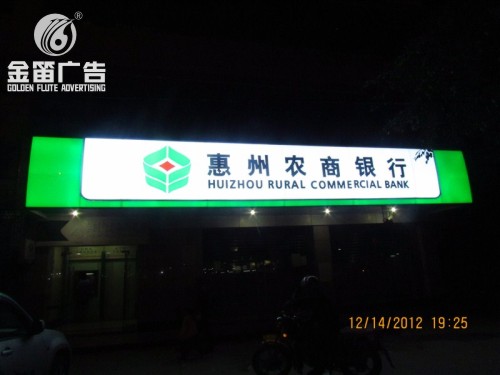 金笛广告
GOLDEN FLUTE ADVERTISING
惠州农商银行
HUIZHOU RURAL COMMERCIAL BANK
12/14/2012 19:25